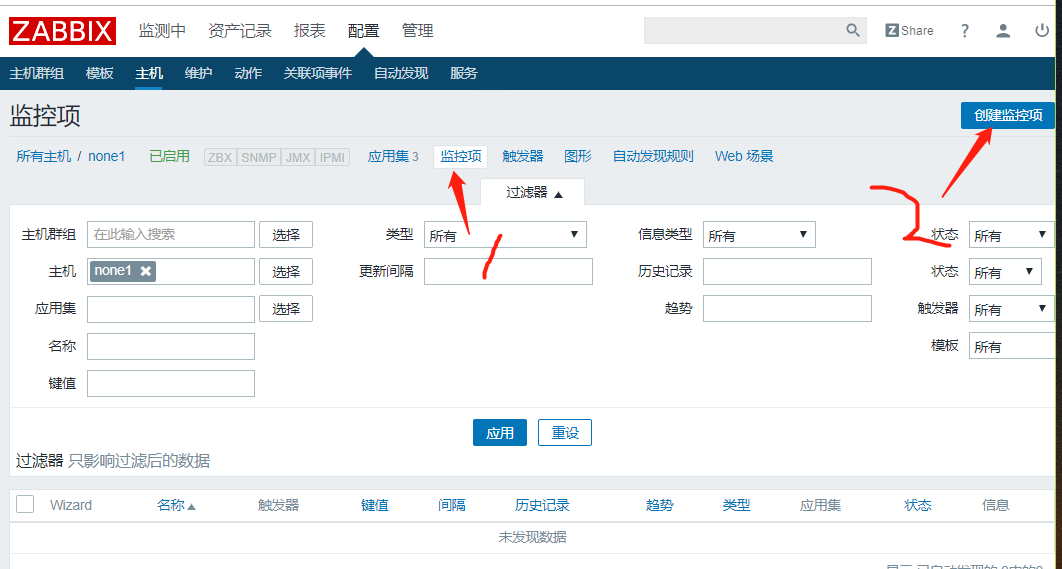 ZABBIX 监测中 资产记录 报表 配置 管理 Z Share ?
主机群组 模板 主机 维护 动作 关联项事件 自动发现 服务
监控项 创建监控项
所有主机 / none1 已启用 ZBX SNMP JMX IPMI 应用集 3 监控项 触发器 图形 自动发现规则 Web 场景
过滤器 ▲
主机群组 在此输入搜索 选择 类型 所有 ▼ 信息类型 所有 ▼ 状态 所有 ▼
主机 none1 ✖ 选择 更新间隔 历史记录 状态 所有 ▼
应用集 选择 趋势 触发器 所有 ▼
名称 模板 所有
键值
应用 重设
过滤器 只影响过滤后的数据
Wizard 名称▲ 触发器 键值 间隔 历史记录 趋势 类型 应用集 状态 信息
未发现数据